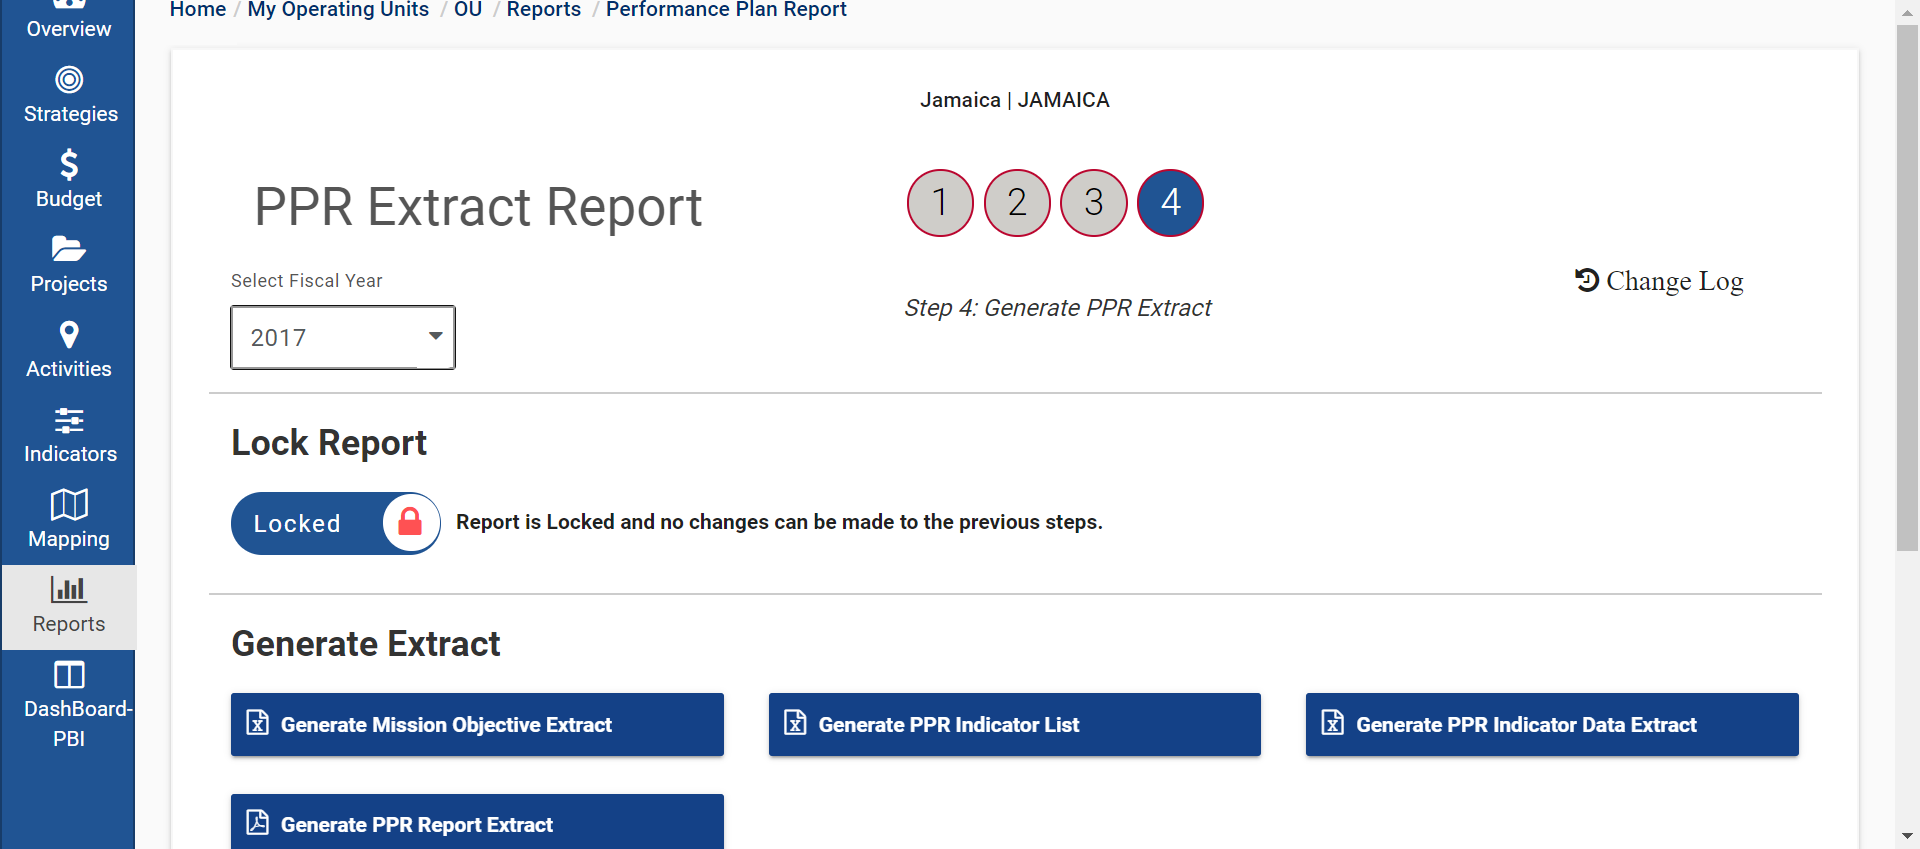 Home / My Operating Units / OU / Reports / Performance Plan Report
Overview
Strategies
Budget
Projects
Activities
Indicators
Mapping
Reports
DashBoard-
PBI
Jamaica | JAMAICA
PPR Extract Report
1 2 3 4
Select Fiscal Year
2017
Step 4: Generate PPR Extract
Change Log
Lock Report
Locked
Report is Locked and no changes can be made to the previous steps.
Generate Extract
Generate Mission Objective Extract
Generate PPR Indicator List
Generate PPR Indicator Data Extract
Generate PPR Report Extract